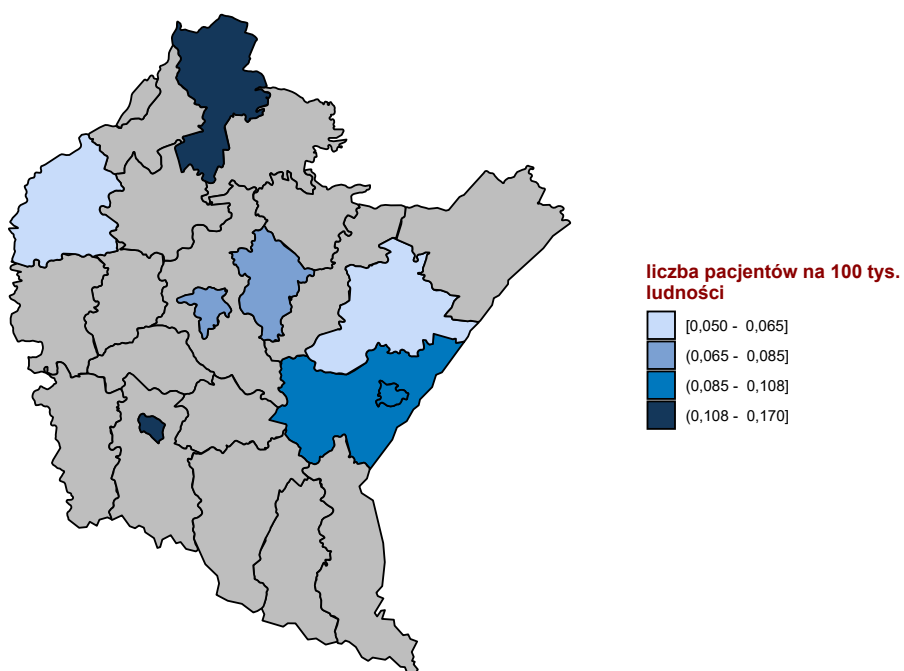 liczba pacjentów na 100 tys.
ludności
[0,050 - 0,065]
(0,065 - 0,085]
(0,085 - 0,108]
(0,108 - 0,170]